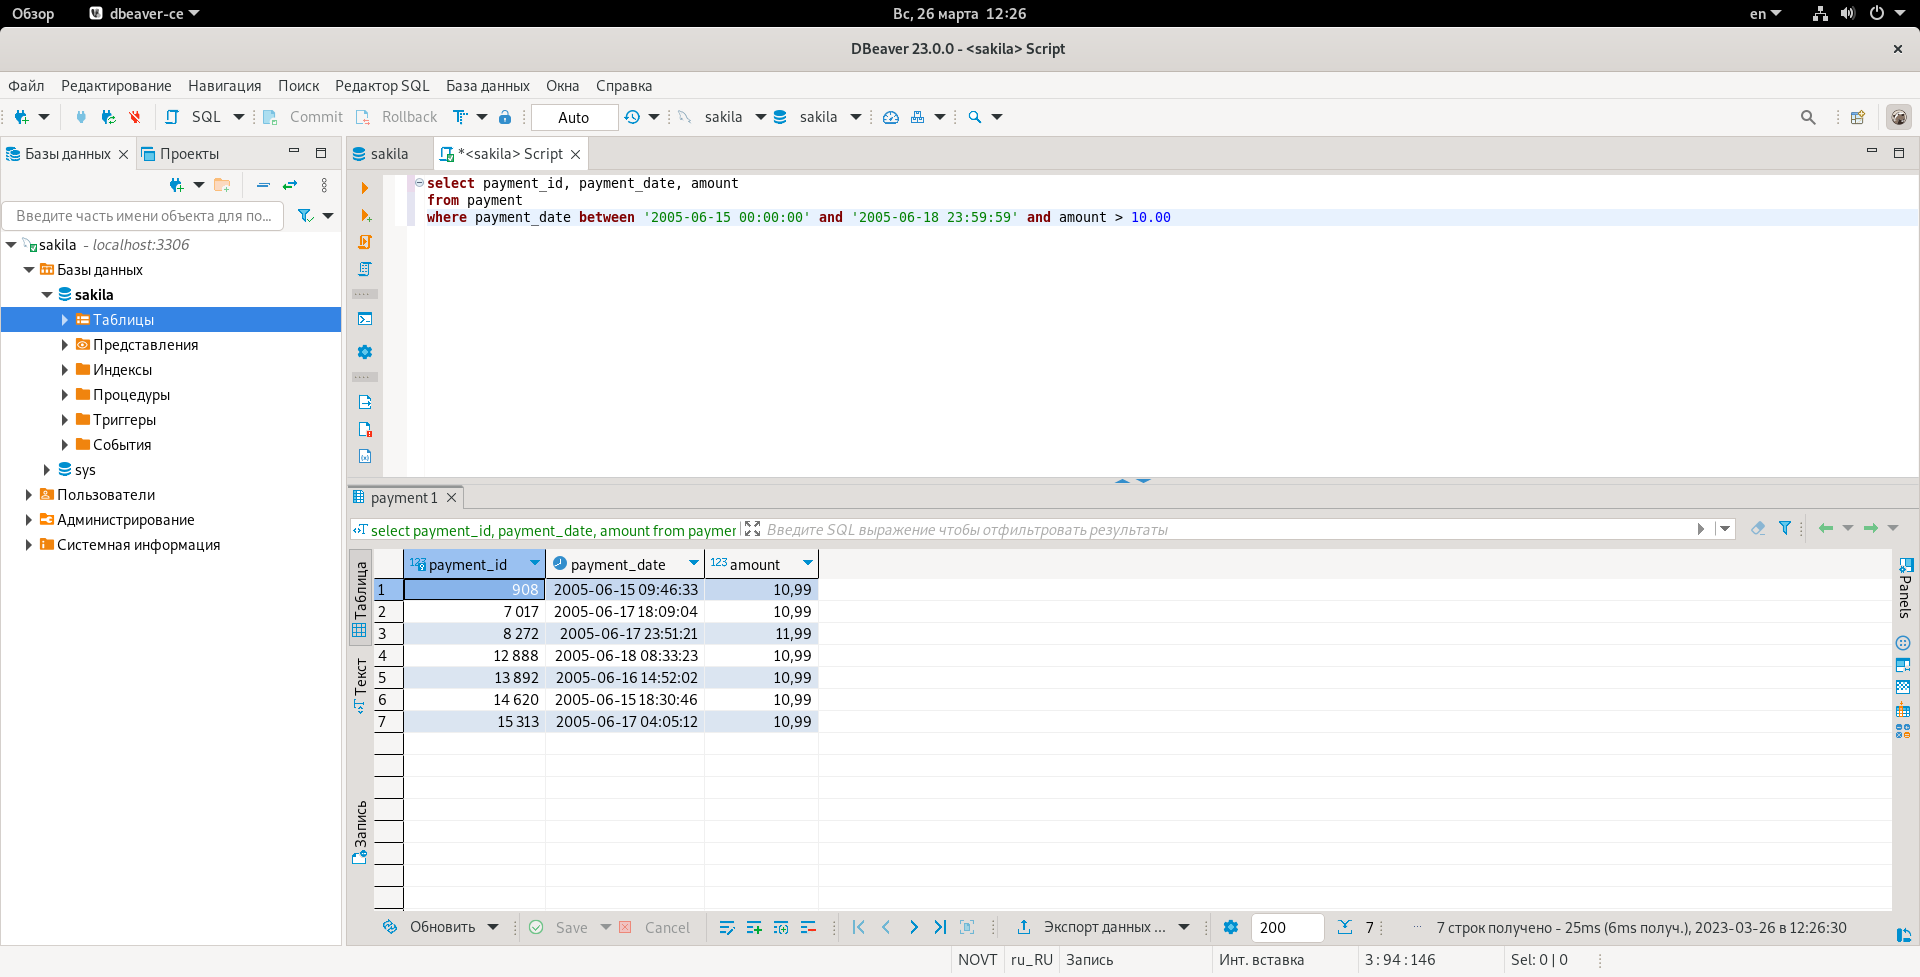 Обзор dbeaver-ce Вс, 26 марта 12:26 en
DBeaver 23.0.0 - <sakila> Script
Файл Редактирование Навигация Поиск Редактор SQL База данных Окна Справка
SQL Commit Rollback Auto sakila sakila
Базы данных Проекты
Введите часть имени объекта для по...
sakila - localhost:3306
Базы данных
sakila
Таблицы
Представления
Индексы
Процедуры
Триггеры
События
sys
Пользователи
Администрирование
Системная информация
sakila *<sakila> Script
select payment_id, payment_date, amount
from payment
where payment_date between '2005-06-15 00:00:00' and '2005-06-18 23:59:59' and amount > 10.00
payment 1
select payment_id, payment_date, amount from paymer Введите SQL выражение чтобы отфильтровать результаты
Таблица
Текст
Запись
payment_id payment_date amount
1 908 2005-06-15 09:46:33 10,99
2 7 017 2005-06-17 18:09:04 10,99
3 8 272 2005-06-17 23:51:21 11,99
4 12 888 2005-06-18 08:33:23 10,99
5 13 892 2005-06-16 14:52:02 10,99
6 14 620 2005-06-15 18:30:46 10,99
7 15 313 2005-06-17 04:05:12 10,99
Panels
Обновить Save Cancel Экспорт данных ... 200 7 7 строк получено - 25ms (6ms получ.), 2023-03-26 в 12:26:30
NOVT ru_RU Запись Инт. вставка 3 : 94 : 146 Sel: 0 | 0